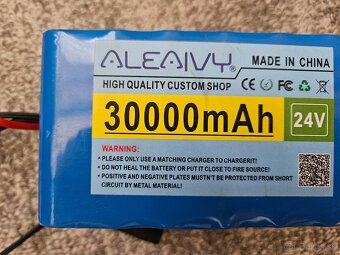 ALEAIVY®
MADE IN CHINA
HIGH QUALITY CUSTOM SHOP
30000mAh
24V
WARNING:
► PLEASE ONLY USE A MATCHING CHARGER TO CHARGERIT!
► DO NOT HEAL THE BATTERY OR PUT IT CLOSE TO FIRE SOURCE!
► POSITIVE AND NEGATIVE PLATES MUSTN'T BE PROTECTED FROM SHORT
CIRCUIT BY METAL MATERIAL!